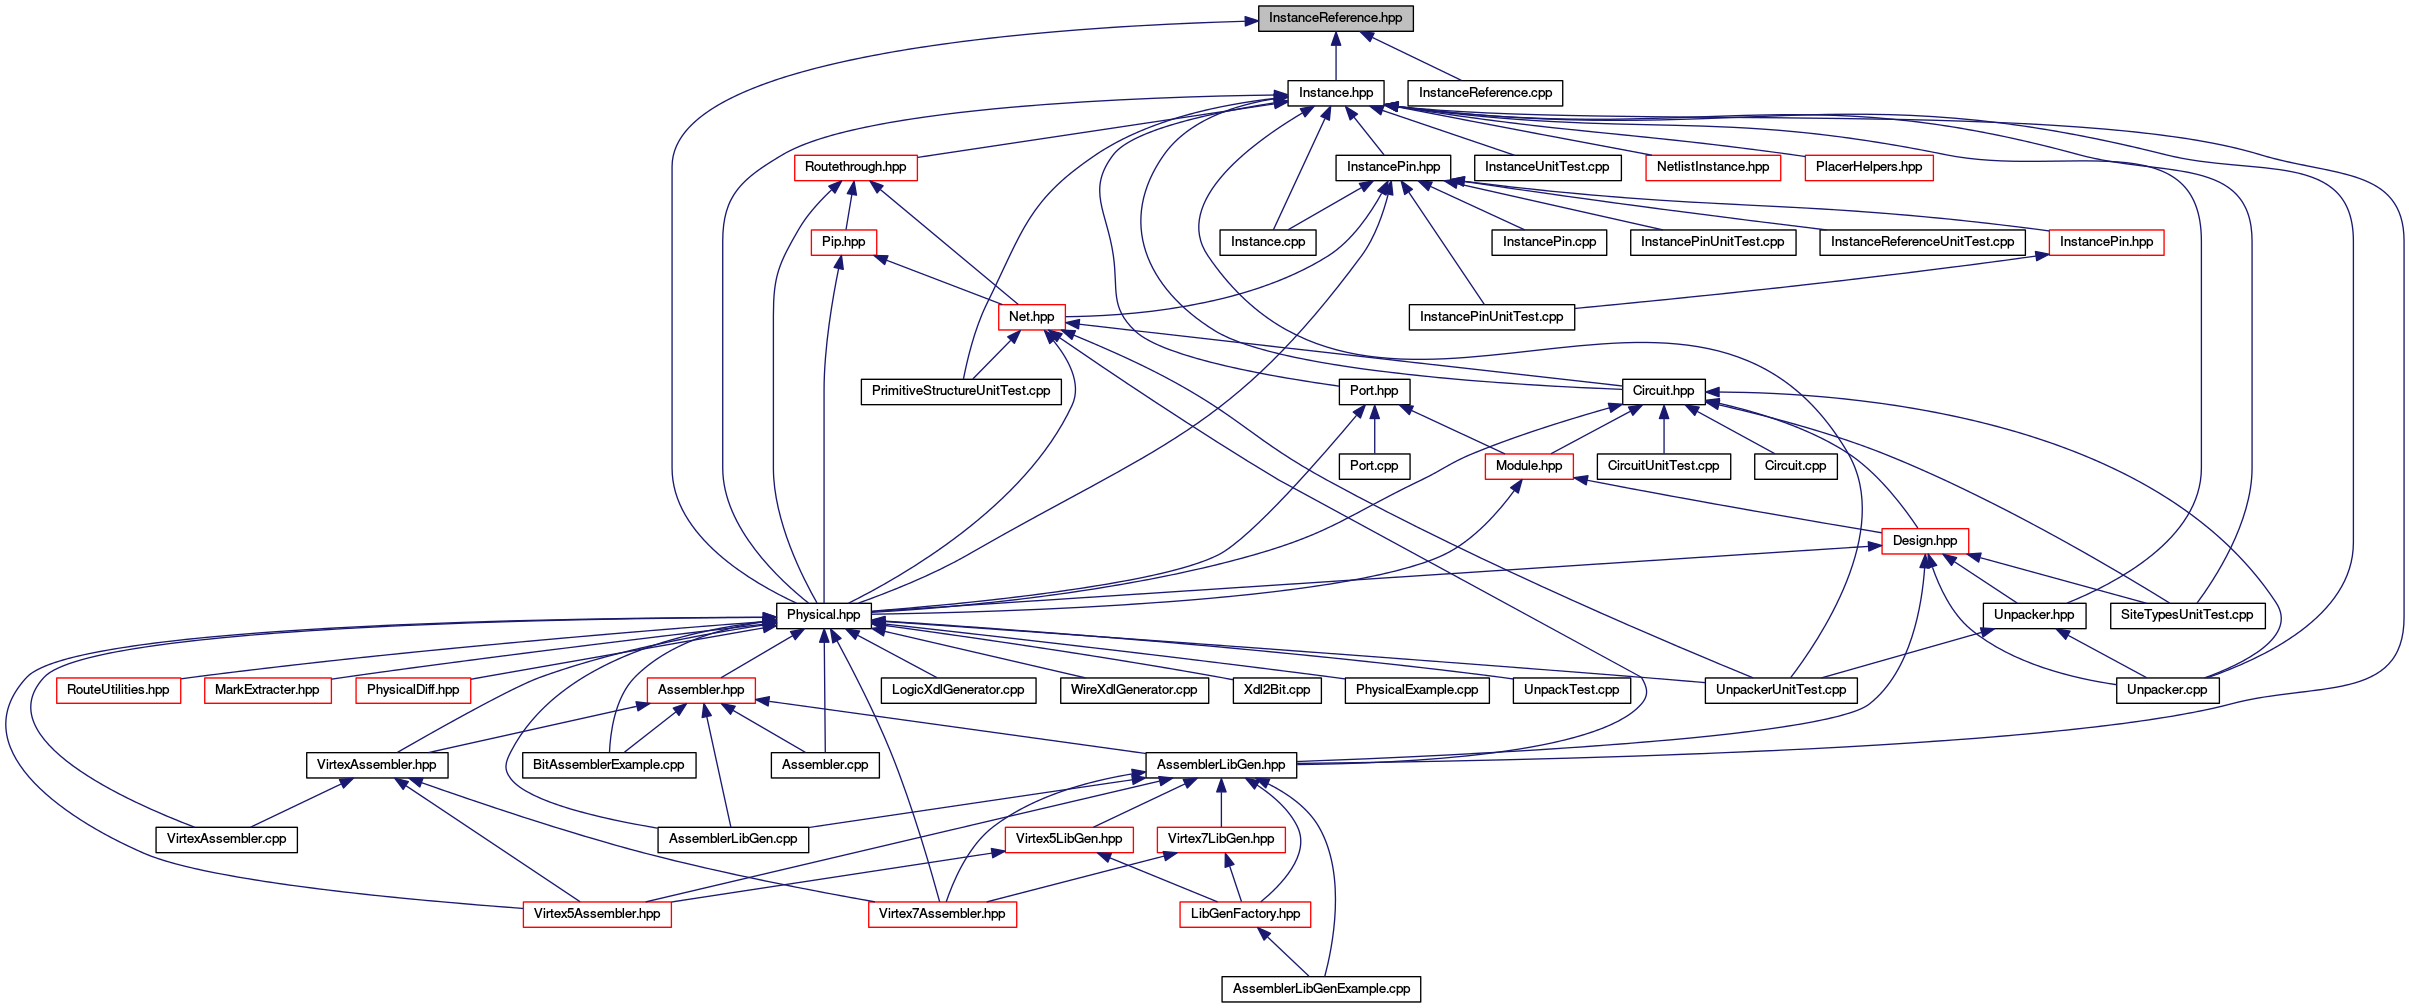 InstanceReference.hpp
Instance.hpp
InstanceReference.cpp
Routethrough.hpp
InstancePin.hpp
InstanceUnitTest.cpp
NetlistInstance.hpp
PlacerHelpers.hpp
Pip.hpp
Instance.cpp
InstancePin.cpp
InstancePinUnitTest.cpp
InstanceReferenceUnitTest.cpp
InstancePin.hpp
Net.hpp
InstancePinUnitTest.cpp
PrimitiveStructureUnitTest.cpp
Port.hpp
Circuit.hpp
Port.cpp
Module.hpp
CircuitUnitTest.cpp
Circuit.cpp
Design.hpp
Physical.hpp
Unpacker.hpp
SiteTypesUnitTest.cpp
RouteUtilities.hpp
MarkExtracter.hpp
PhysicalDiff.hpp
Assembler.hpp
LogicXdlGenerator.cpp
WireXdlGenerator.cpp
Xdl2Bit.cpp
PhysicalExample.cpp
UnpackTest.cpp
UnpackerUnitTest.cpp
Unpacker.cpp
VirtexAssembler.hpp
BitAssemblerExample.cpp
Assembler.cpp
AssemblerLibGen.hpp
VirtexAssembler.cpp
AssemblerLibGen.cpp
Virtex5LibGen.hpp
Virtex7LibGen.hpp
Virtex5Assembler.hpp
Virtex7Assembler.hpp
LibGenFactory.hpp
AssemblerLibGenExample.cpp